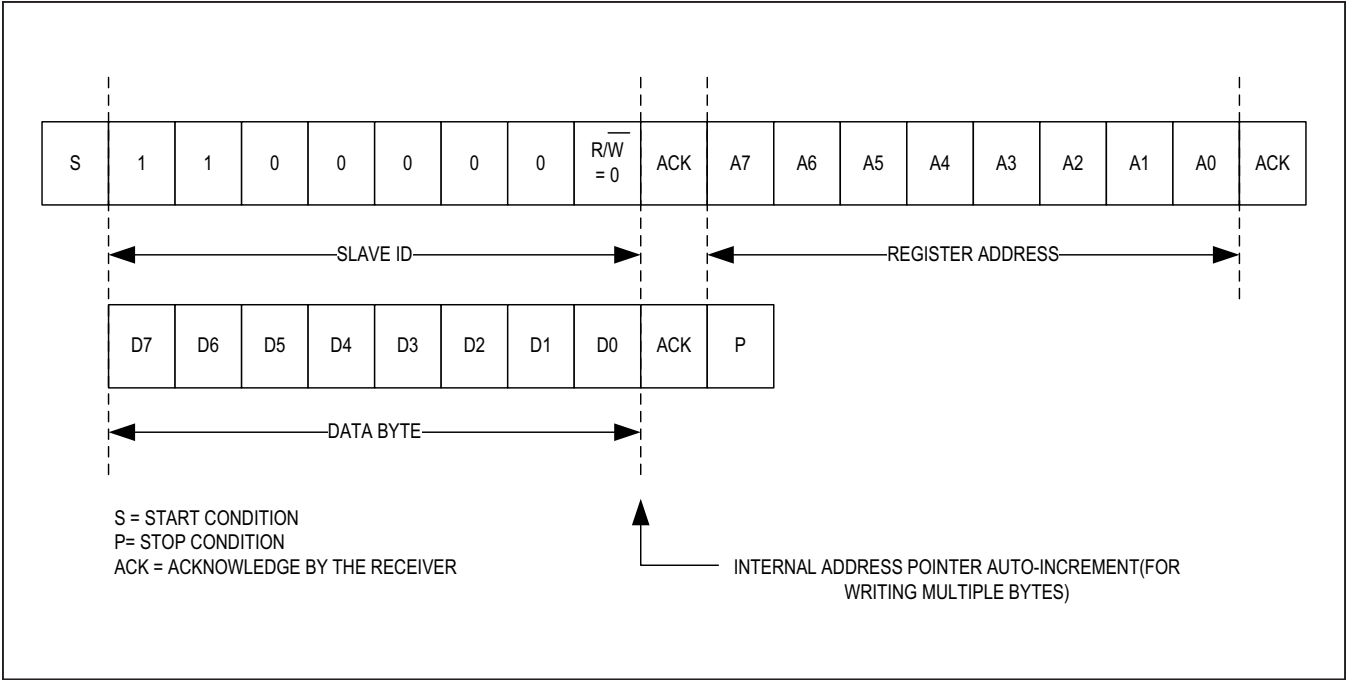 S 1 1 0 0 0 0 0 R/W̅ = 0 ACK A7 A6 A5 A4 A3 A2 A1 A0 ACK
SLAVE ID REGISTER ADDRESS
D7 D6 D5 D4 D3 D2 D1 D0 ACK P
DATA BYTE
S = START CONDITION
P= STOP CONDITION
ACK = ACKNOWLEDGE BY THE RECEIVER
INTERNAL ADDRESS POINTER AUTO-INCREMENT(FOR
WRITING MULTIPLE BYTES)